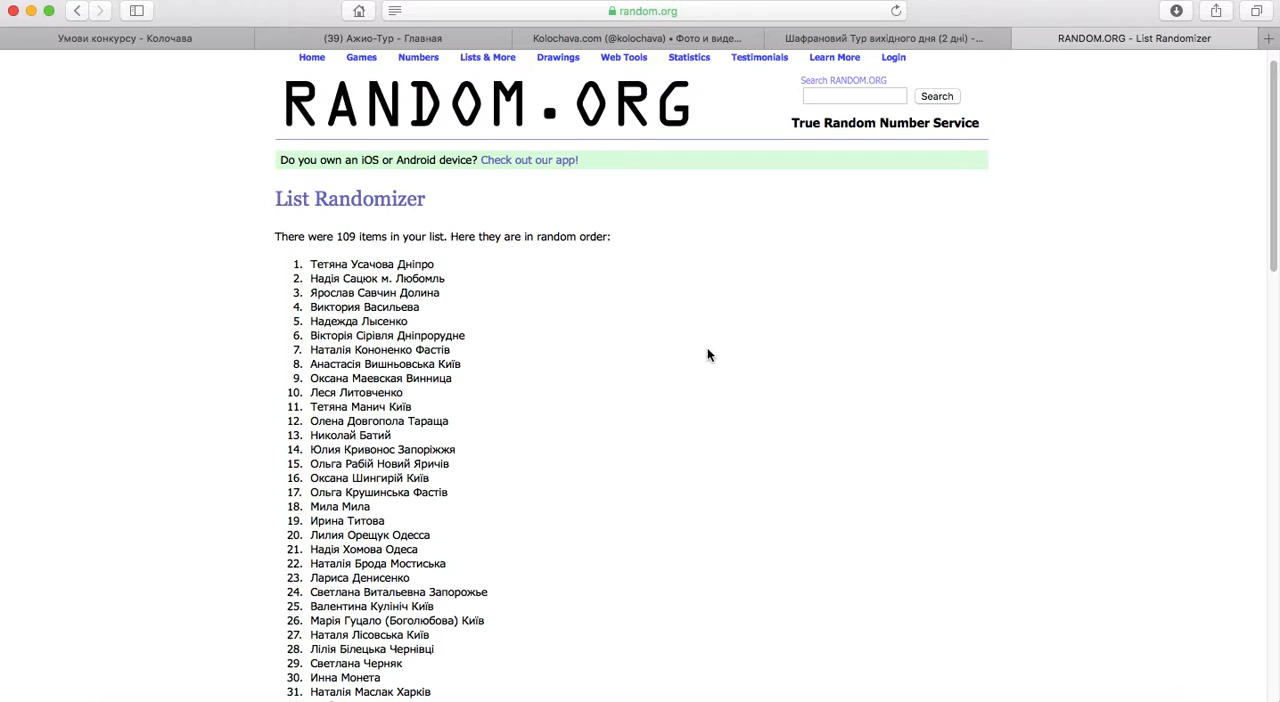 random.org
Умови конкурсу - Колочава
(39) Ажио-Тур - Главная
Kolochava.com (@kolochava) • Фото и виде...
Шафрановий Тур вихідного дня (2 дні) -...
RANDOM.ORG - List Randomizer
Home Games Numbers Lists & More Drawings Web Tools Statistics Testimonials Learn More Login
RANDOM.ORG
Search RANDOM.ORG
Search
True Random Number Service
Do you own an iOS or Android device? Check out our app!
List Randomizer
There were 109 items in your list. Here they are in random order:
1. Тетяна Усачова Дніпро
2. Надія Сацюк м. Любомль
3. Ярослав Савчин Долина
4. Виктория Васильева
5. Надежда Лысенко
6. Вікторія Сірівля Дніпрорудне
7. Наталія Кононенко Фастів
8. Анастасія Вишньовська Київ
9. Оксана Маевская Винница
10. Леся Литовченко
11. Тетяна Манич Київ
12. Олена Довгопола Тараща
13. Николай Батий
14. Юлия Кривонос Запоріжжя
15. Ольга Рабій Новий Яричів
16. Оксана Шингирій Київ
17. Ольга Крушинська Фастів
18. Мила Мила
19. Ирина Титова
20. Лилия Орещук Одесса
21. Надія Хомова Одеса
22. Наталія Брода Мостиська
23. Лариса Денисенко
24. Светлана Витальевна Запорожье
25. Валентина Кулініч Київ
26. Марія Гуцало (Боголюбова) Київ
27. Наталя Лісовська Київ
28. Лілія Білецька Чернівці
29. Светлана Черняк
30. Инна Монета
31. Наталія Маслак Харків